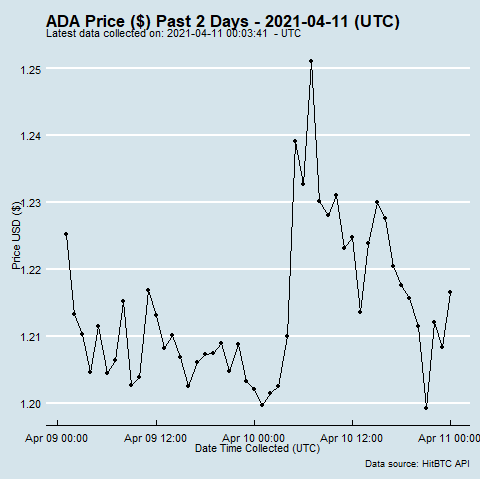 ADA Price ($) Past 2 Days - 2021-04-11 (UTC)
Latest data collected on: 2021-04-11 00:03:41 - UTC
1.25
1.24
1.23
1.22
1.21
1.20
Price USD ($)
Apr 09 00:00 Apr 09 12:00 Apr 10 00:00 Apr 10 12:00 Apr 11 00:00
Date Time Collected (UTC)
Data source: HitBTC API